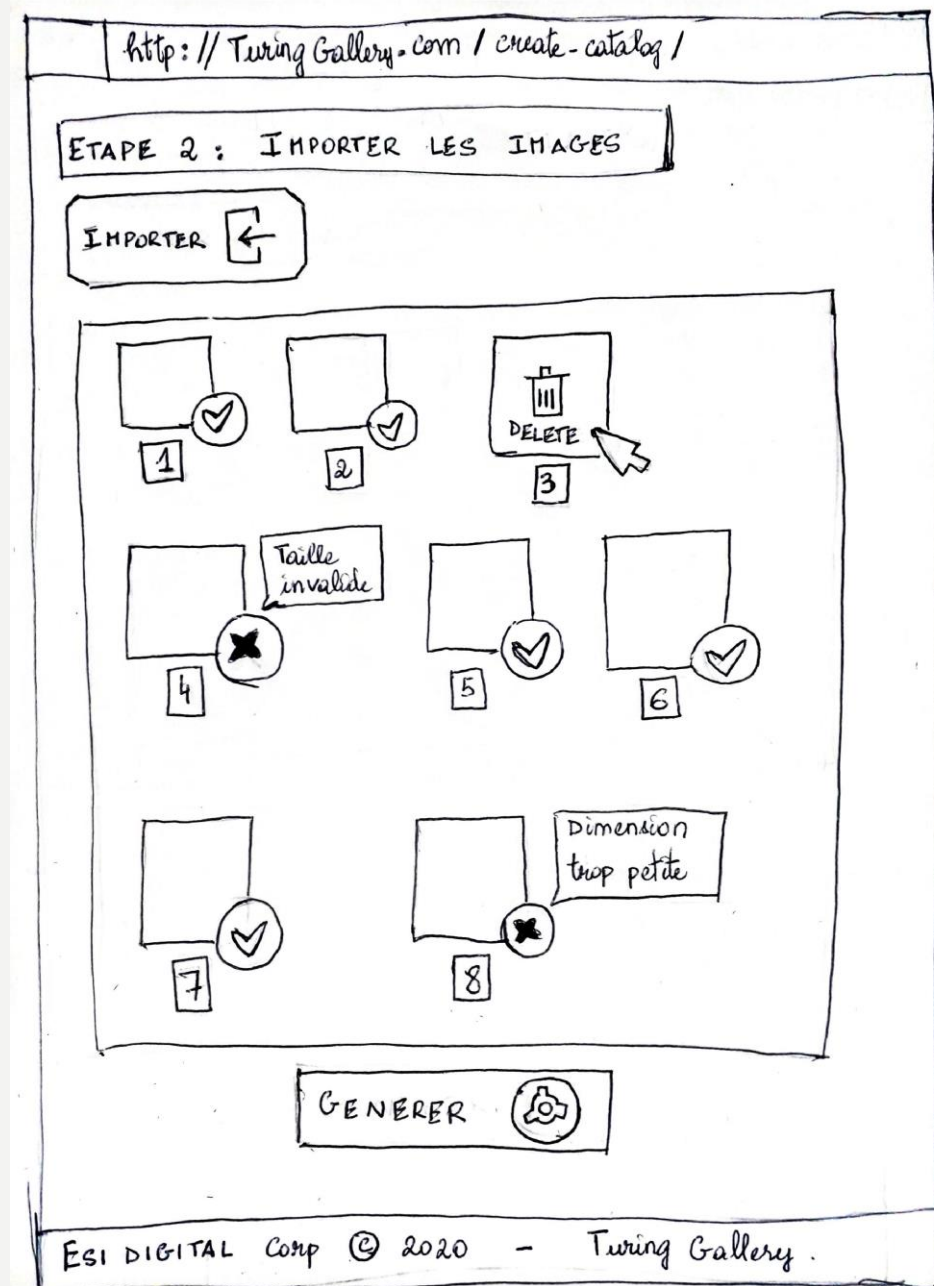 http://TuringGallery.com/create-catalog/
ETAPE 2 : IMPORTER LES IMAGES
IMPORTER
1
2
DELETE
3
Taille
invalide
4
5
6
7
Dimension
trop petite
8
GENERER
ESI DIGITAL Corp © 2020 - Turing Gallery.